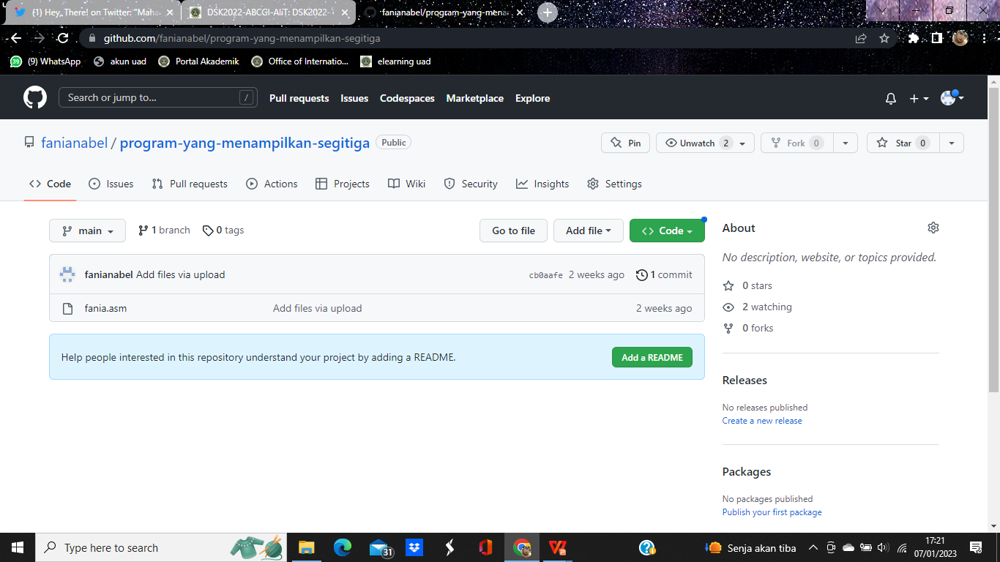 (1) Hey, There! on Twitter: "Maha
DSK2022-ABCGI-AliT: DSK2022-
fanianabel/program-yang-mena
github.com/fanianabel/program-yang-menampilkan-segitiga
39 (9) WhatsApp akun uad Portal Akademik Office of Internatio... elearning uad
Search or jump to... / Pull requests Issues Codespaces Marketplace Explore
fanianabel / program-yang-menampilkan-segitiga Public Pin Unwatch 2 Fork 0 Star 0
Code Issues Pull requests Actions Projects Wiki Security Insights Settings
main 1 branch 0 tags Go to file Add file Code
fanianabel Add files via upload cb0aafe 2 weeks ago 1 commit
fania.asm Add files via upload 2 weeks ago
Help people interested in this repository understand your project by adding a README. Add a README
About
No description, website, or topics provided.
0 stars
2 watching
0 forks
Releases
No releases published
Create a new release
Packages
No packages published
Publish your first package
Type here to search 31 Senja akan tiba 17:21
07/01/2023